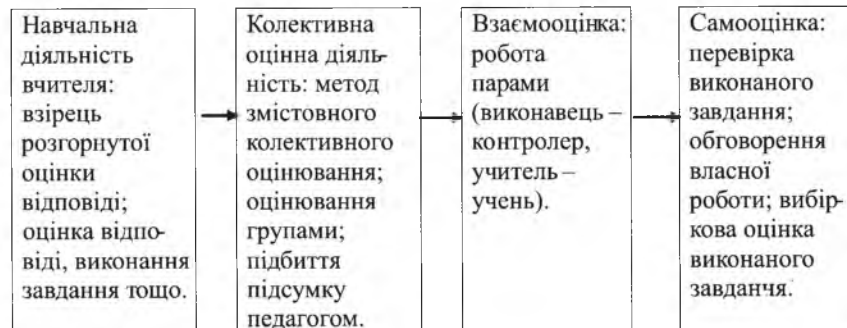 Навчальна
діяльність
вчителя:
взірець
розгорнутої
оцінки
відповіді;
оцінка відпо-
віді, виконання
завдання тощо.
Колективна
оцінна діяль-
ність: метод
змістовного
колективного
оцінювання;
оцінювання
групами;
підбиття
підсумку
педагогом.
Взаємооцінка:
робота
парами
(виконавець –
контролер,
учитель –
учень).
Самооцінка:
перевірка
виконаного
завдання;
обговорення
власної
роботи; вибір-
кова оцінка
виконаного
завданчя.